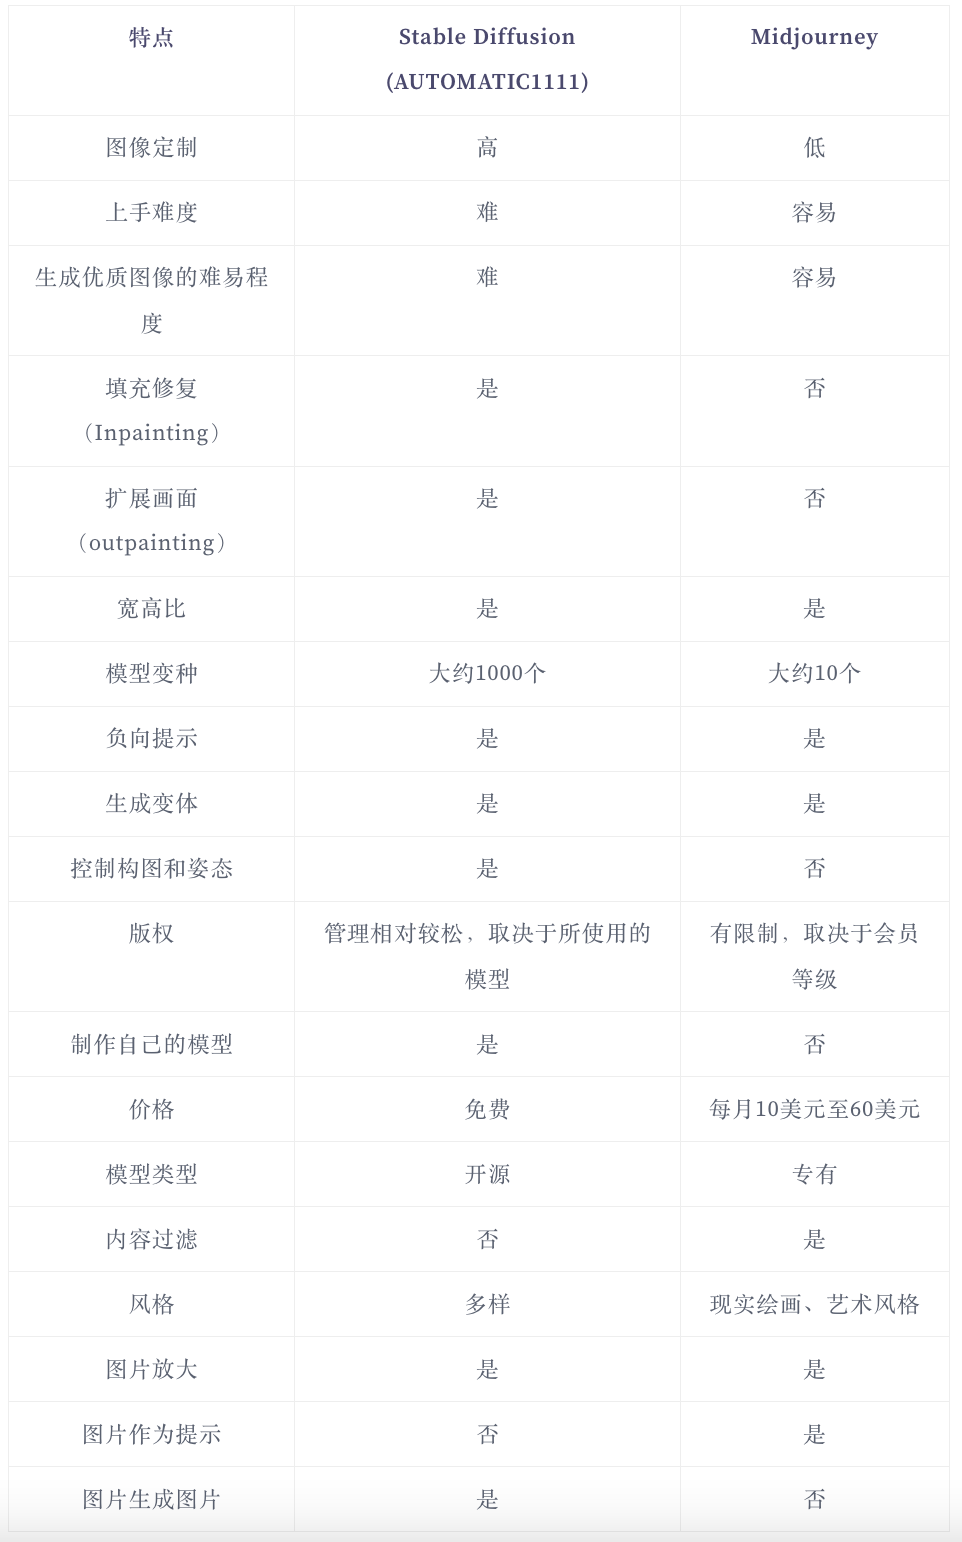 特点 Stable Diffusion Midjourney
(AUTOMATIC1111)
图像定制 高 低
上手难度 难 容易
生成优质图像的难易程 难 容易
度
填充修复 是 否
（Inpainting）
扩展画面 是 否
（outpainting）
宽高比 是 是
模型变种 大约1000个 大约10个
负向提示 是 是
生成变体 是 是
控制构图和姿态 是 否
版权 管理相对较松，取决于所使用的 有限制，取决于会员
模型 等级
制作自己的模型 是 否
价格 免费 每月10美元至60美元
模型类型 开源 专有
内容过滤 否 是
风格 多样 现实绘画、艺术风格
图片放大 是 是
图片作为提示 否 是
图片生成图片 是 否